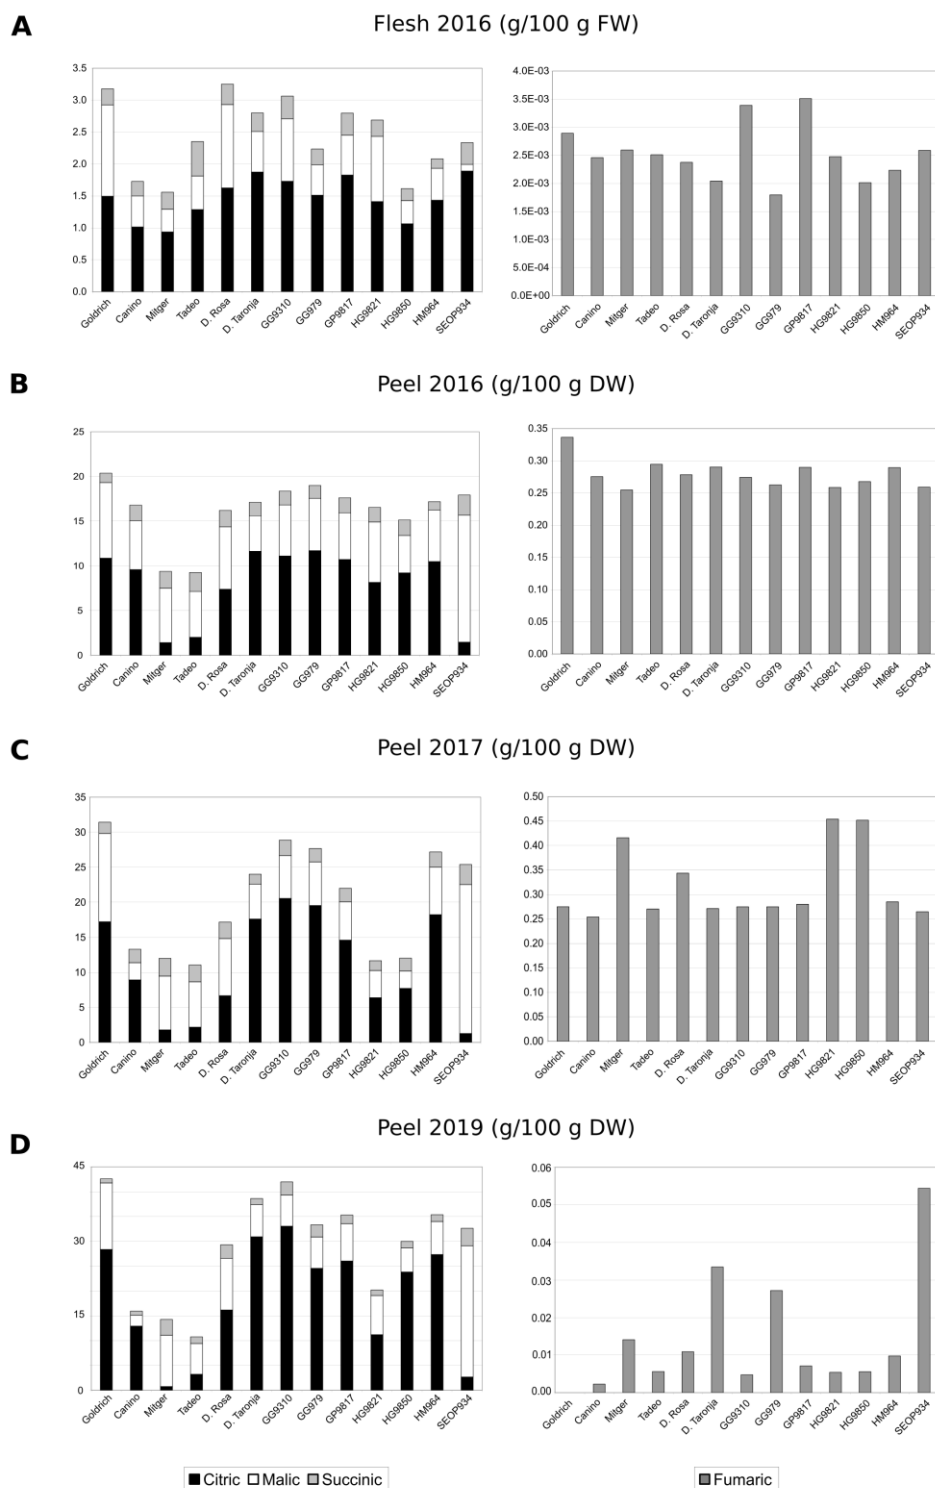 A
Flesh 2016 (g/100 g FW)
3.5
3.0
2.5
2.0
1.5
1.0
0.5
0.0
Goldrich Canino Mitger Tadeo D. Rosa D. Taronja GG9310 GG979 GP9817 HG9821 HG9850 HM964 SEOP934
4.0E-03
3.5E-03
3.0E-03
2.5E-03
2.0E-03
1.5E-03
1.0E-03
5.0E-04
0.0E+00
Goldrich Canino Mitger Tadeo D. Rosa D. Taronja GG9310 GG979 GP9817 HG9821 HG9850 HM964 SEOP934
B
Peel 2016 (g/100 g DW)
25
20
15
10
5
0
Goldrich Canino Mitger Tadeo D. Rosa D. Taronja GG9310 GG979 GP9817 HG9821 HG9850 HM964 SEOP934
0.35
0.30
0.25
0.20
0.15
0.10
0.05
0.00
Goldrich Canino Mitger Tadeo D. Rosa D. Taronja GG9310 GG979 GP9817 HG9821 HG9850 HM964 SEOP934
C
Peel 2017 (g/100 g DW)
35
30
25
20
15
10
5
0
Goldrich Canino Mitger Tadeo D. Rosa D. Taronja GG9310 GG979 GP9817 HG9821 HG9850 HM964 SEOP934
0.50
0.45
0.40
0.35
0.30
0.25
0.20
0.15
0.10
0.05
0.00
Goldrich Canino Mitger Tadeo D. Rosa D. Taronja GG9310 GG979 GP9817 HG9821 HG9850 HM964 SEOP934
D
Peel 2019 (g/100 g DW)
45
30
15
0
Goldrich Canino Mitger Tadeo D. Rosa D. Taronja GG9310 GG979 GP9817 HG9821 HG9850 HM964 SEOP934
0.06
0.05
0.04
0.03
0.02
0.01
0.00
Goldrich Canino Mitger Tadeo D. Rosa D. Taronja GG9310 GG979 GP9817 HG9821 HG9850 HM964 SEOP934
Citric Malic Succinic
Fumaric